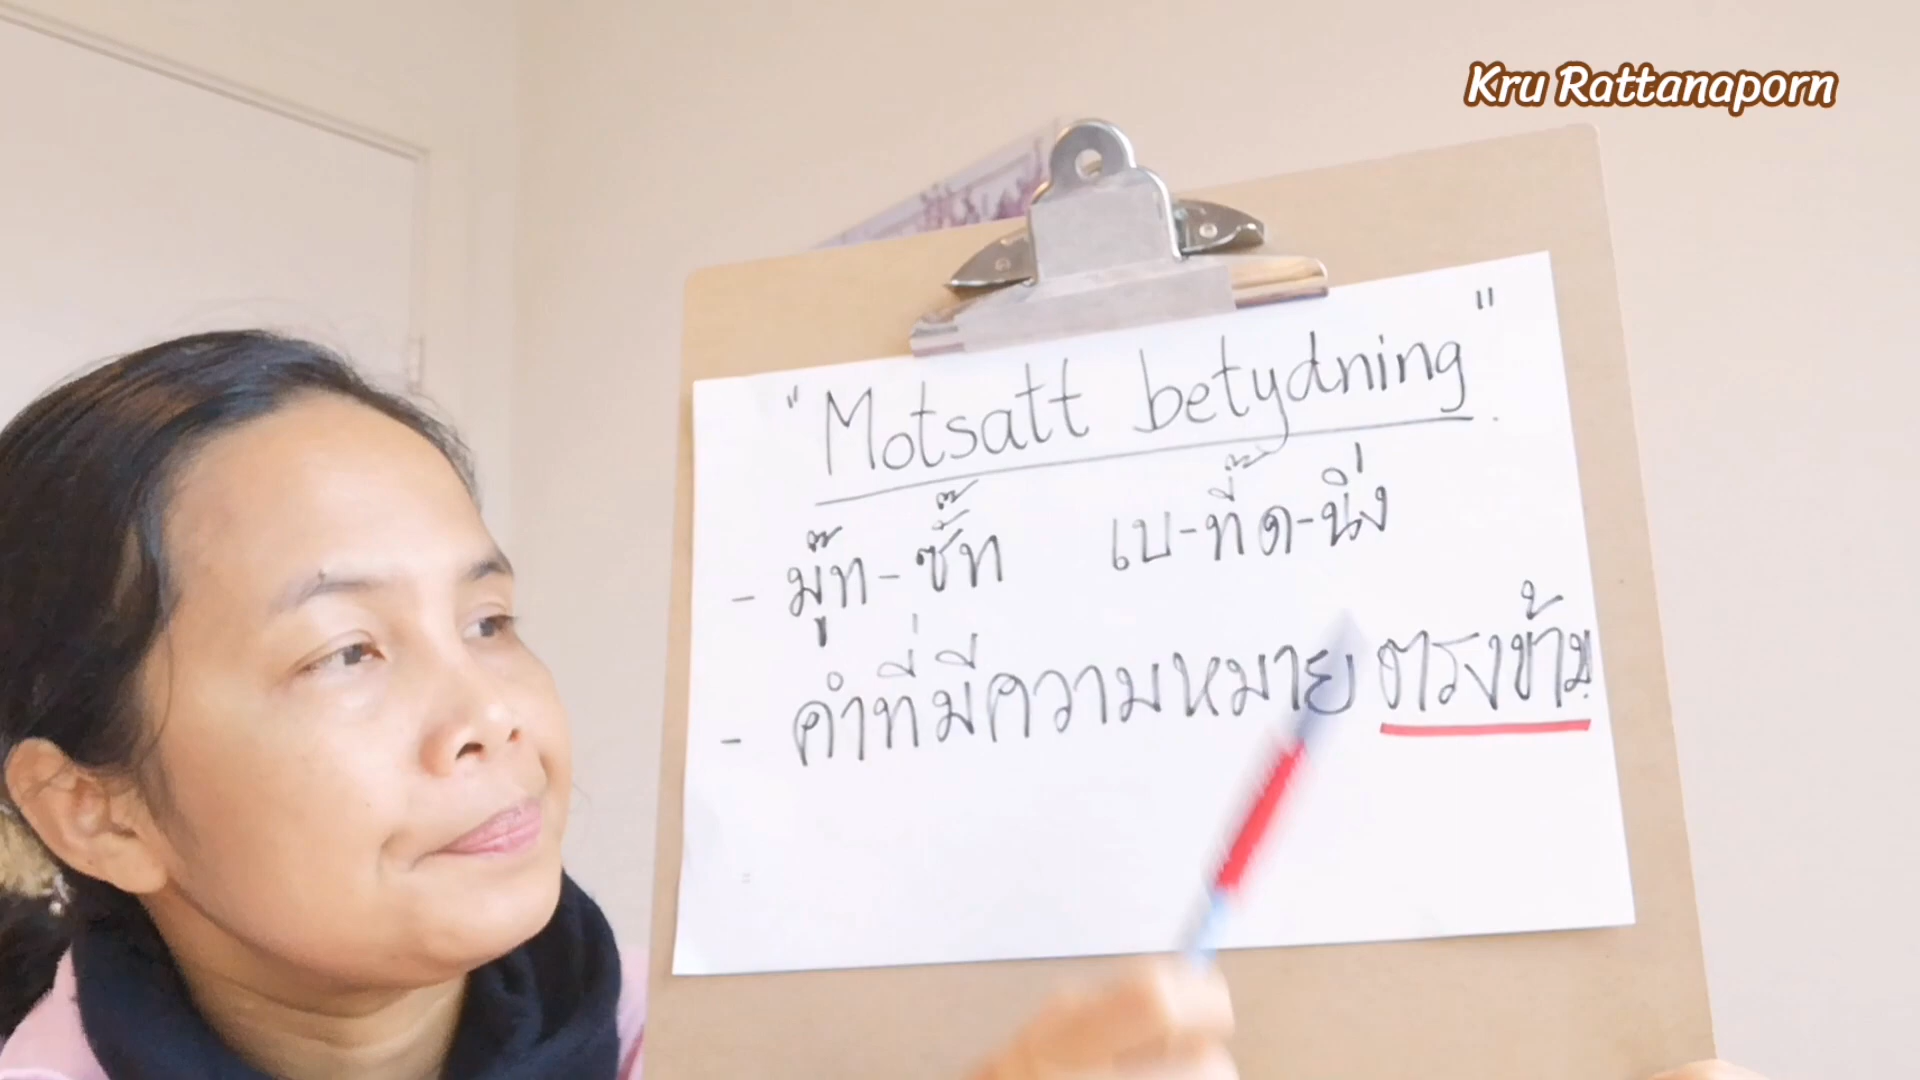 Kru Rattanaporn
"Motsatt betydning"
- มู๊ท-ซั๊ท เบ-ที๊ด-นิ่ง
- คำที่มีความหมาย ตรงข้าม